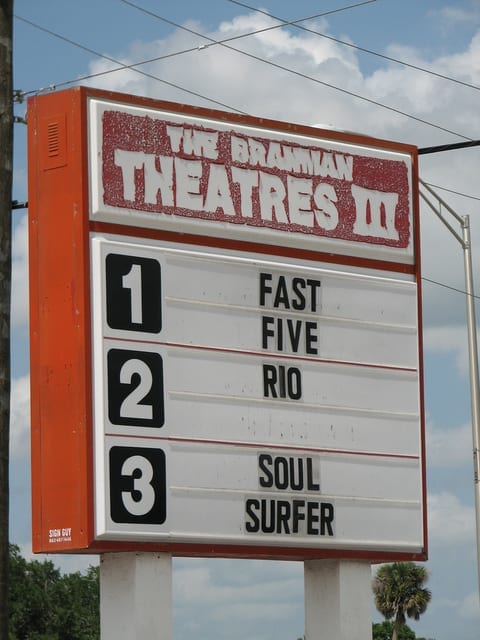 THE BRAHMAN
THEATRES III
1
FAST
FIVE
2
RIO
3
SOUL
SURFER
SIGN GUY